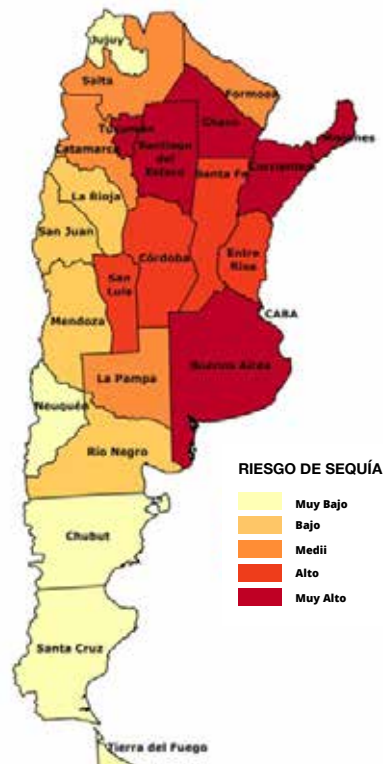 Jujuy
Salta
Formosa
Chaco
Tucumán
Santiago
del
Estero
Catamarca
Misiones
Corrientes
Santa Fe
La Rioja
San Juan
Córdoba
Entre
Ríos
San
Luis
CABA
Mendoza
Buenos Aires
La Pampa
Neuquén
Río Negro
RIESGO DE SEQUÍA
Muy Bajo
Bajo
Medii
Alto
Muy Alto
Chubut
Santa Cruz
Tierra del Fuego